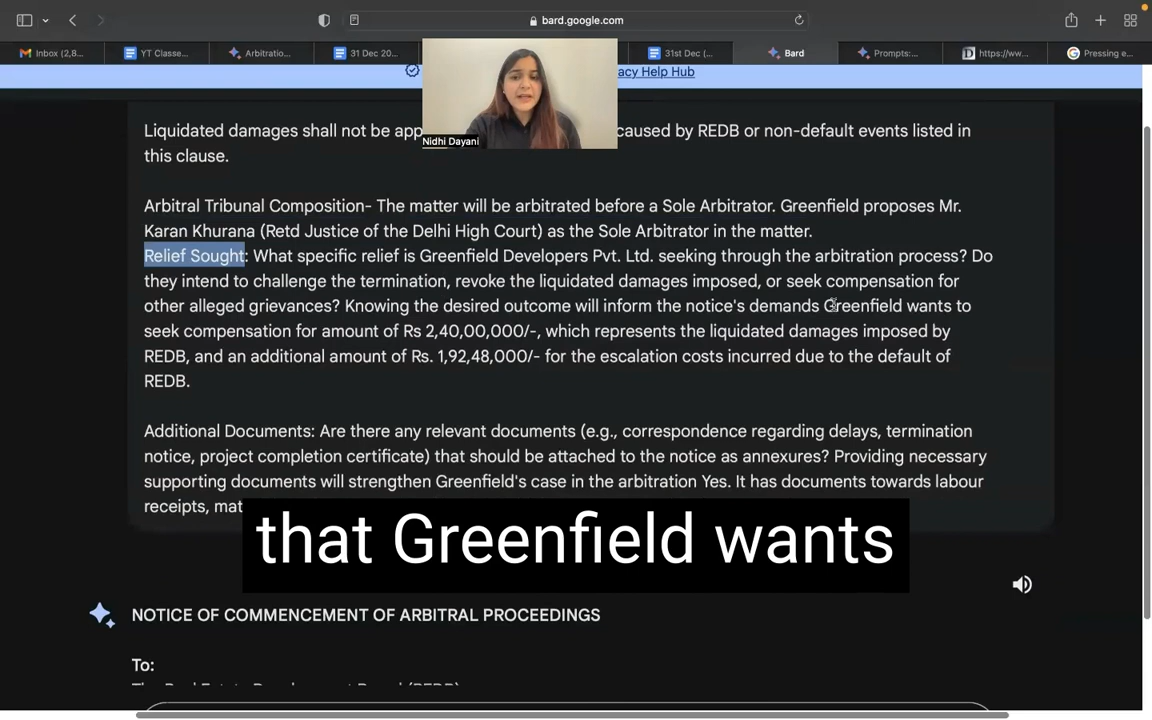 bard.google.com
Inbox (2,8...
YT Classe...
Arbitratio...
31 Dec 20...
31st Dec (...
Bard
Prompts:...
https://ww...
Pressing e...
acy Help Hub
Liquidated damages shall not be app caused by REDB or non-default events listed in
this clause.
Nidhi Dayani
Arbitral Tribunal Composition- The matter will be arbitrated before a Sole Arbitrator. Greenfield proposes Mr.
Karan Khurana (Retd Justice of the Delhi High Court) as the Sole Arbitrator in the matter.
Relief Sought: What specific relief is Greenfield Developers Pvt. Ltd. seeking through the arbitration process? Do
they intend to challenge the termination, revoke the liquidated damages imposed, or seek compensation for
other alleged grievances? Knowing the desired outcome will inform the notice's demands Greenfield wants to
seek compensation for amount of Rs 2,40,00,000/-, which represents the liquidated damages imposed by
REDB, and an additional amount of Rs. 1,92,48,000/- for the escalation costs incurred due to the default of
REDB.
Additional Documents: Are there any relevant documents (e.g., correspondence regarding delays, termination
notice, project completion certificate) that should be attached to the notice as annexures? Providing necessary
supporting documents will strengthen Greenfield's case in the arbitration Yes. It has documents towards labour
receipts, mat
that Greenfield wants
NOTICE OF COMMENCEMENT OF ARBITRAL PROCEEDINGS
To: